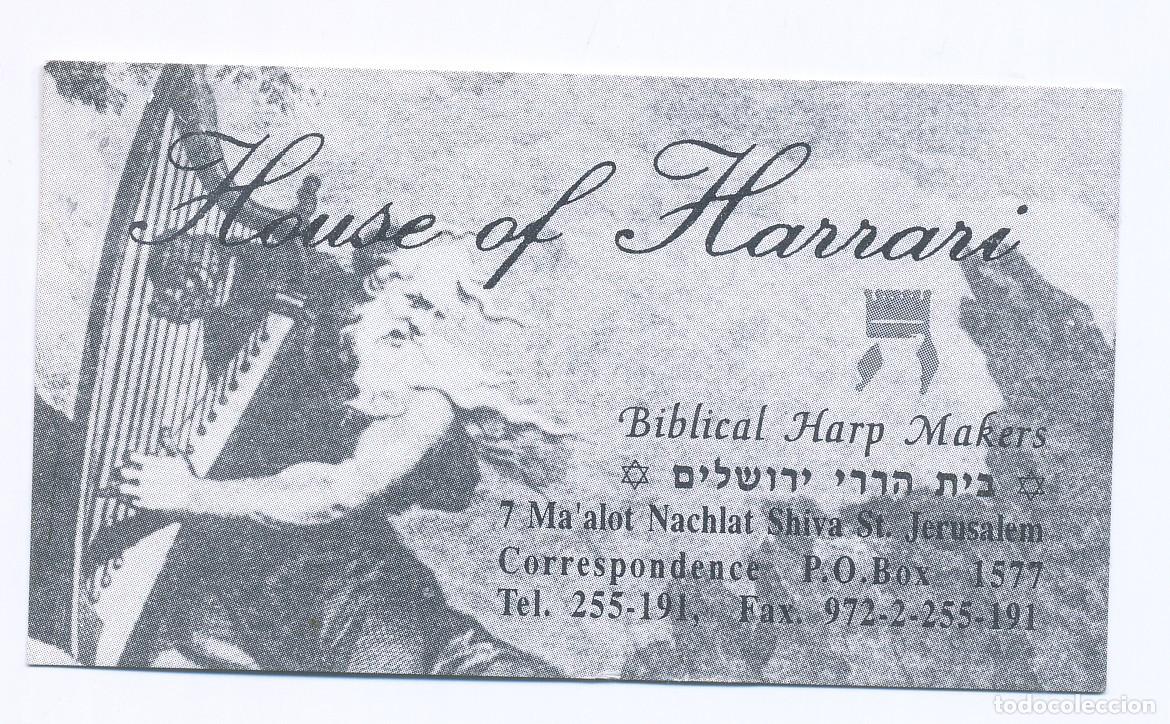 House of Harrari
Biblical Harp Makers
✡ בית הררי ירושלים ✡
7 Ma'alot Nachlat Shiva St. Jerusalem
Correspondence P.O.Box 1577
Tel. 255-191, Fax. 972-2-255-191
todocoleccion